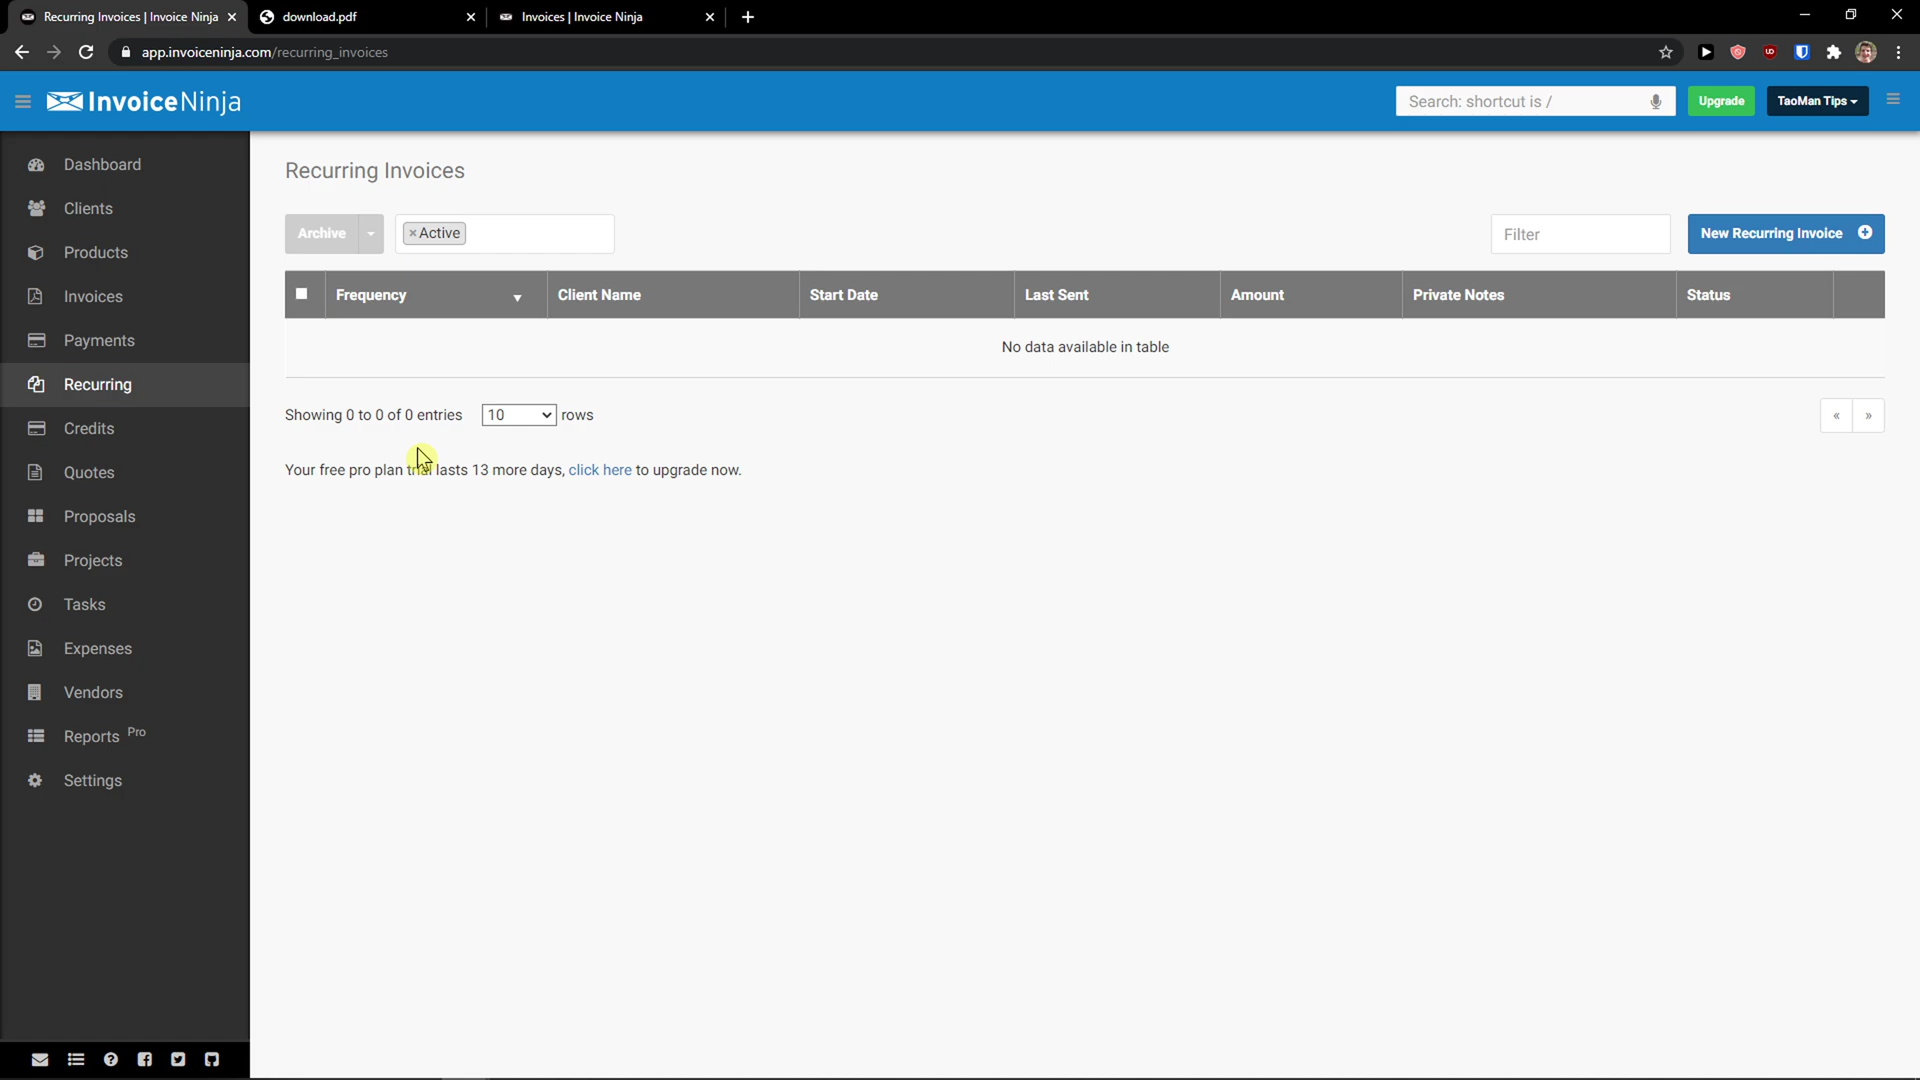 Recurring Invoices | Invoice Ninja
download.pdf
Invoices | Invoice Ninja
app.invoiceninja.com/recurring_invoices
InvoiceNinja
Search: shortcut is /
Upgrade
TaoMan Tips
Dashboard
Clients
Products
Invoices
Payments
Recurring
Credits
Quotes
Proposals
Projects
Tasks
Expenses
Vendors
Reports Pro
Settings
Recurring Invoices
Archive
×Active
Filter
New Recurring Invoice
Frequency Client Name Start Date Last Sent Amount Private Notes Status
No data available in table
Showing 0 to 0 of 0 entries 10 rows
« »
Your free pro plan trial lasts 13 more days, click here to upgrade now.